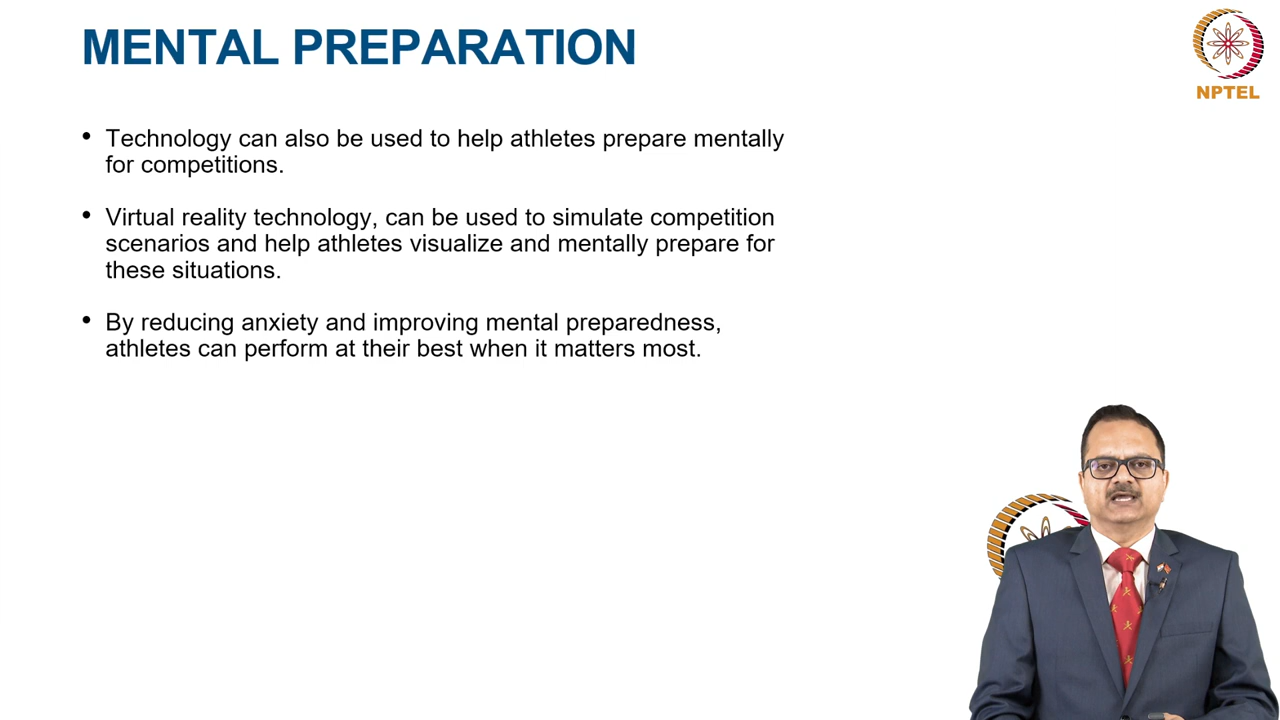 MENTAL PREPARATION
NPTEL
• Technology can also be used to help athletes prepare mentally
for competitions.
• Virtual reality technology, can be used to simulate competition
scenarios and help athletes visualize and mentally prepare for
these situations.
• By reducing anxiety and improving mental preparedness,
athletes can perform at their best when it matters most.